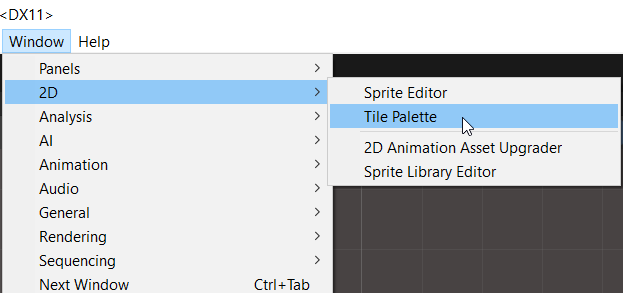 <DX11>
Window Help
Panels
2D
Analysis
AI
Animation
Audio
General
Rendering
Sequencing
Next Window Ctrl+Tab
Sprite Editor
Tile Palette
2D Animation Asset Upgrader
Sprite Library Editor